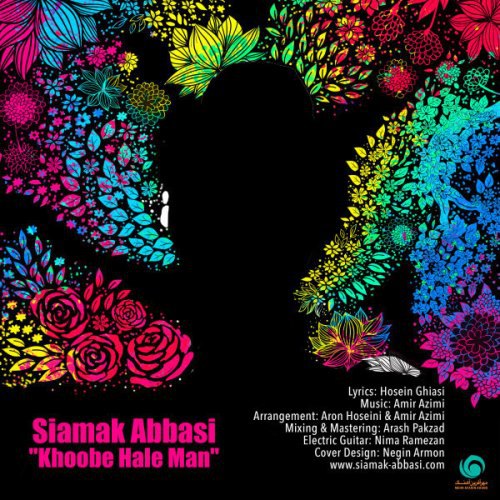 Siamak Abbasi
"Khoobe Hale Man"
Lyrics: Hosein Ghiasi
Music: Amir Azimi
Arrangement: Aron Hoseini & Amir Azimi
Mixing & Mastering: Arash Pakzad
Electric Guitar: Nima Ramezan
Cover Design: Negin Armon
www.siamak-abbasi.com